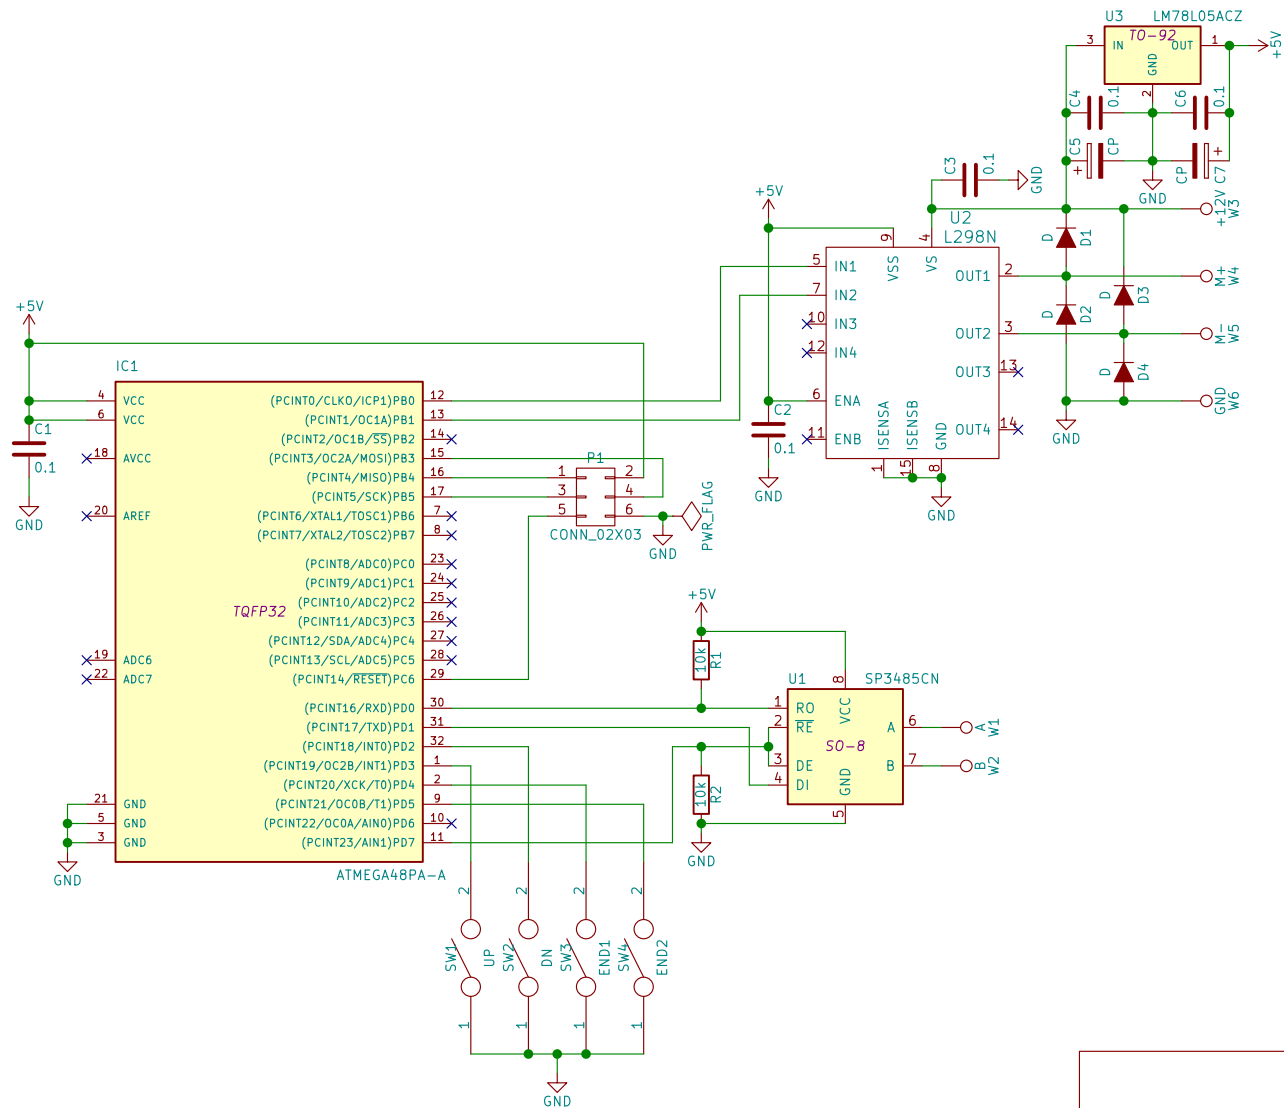 U3 LM78L05ACZ
TO-92
3 IN OUT 1
GND
2
+5V
C4 0.1
C6 0.1
C5 CP
+
CP C7
+
GND
C3 0.1
GND
+5V
U2
L298N
+12V W3
9 VSS
4 VS
5 IN1
7 IN2
10 IN3
12 IN4
6 ENA
11 ENB
OUT1 2
OUT2 3
OUT3 13
OUT4 14
ISENSA 1
ISENSB 15
GND 8
GND
C2
0.1
GND
D D1
D D2
D D3
D D4
M+ W4
M- W5
GND W6
GND
+5V
C1
0.1
GND
IC1
4 VCC
6 VCC
18 AVCC
20 AREF
19 ADC6
22 ADC7
21 GND
5 GND
3 GND
GND
TQFP32
(PCINT0/CLKO/ICP1)PB0 12
(PCINT1/OC1A)PB1 13
(PCINT2/OC1B/SS)PB2 14
(PCINT3/OC2A/MOSI)PB3 15
(PCINT4/MISO)PB4 16
(PCINT5/SCK)PB5 17
(PCINT6/XTAL1/TOSC1)PB6 7
(PCINT7/XTAL2/TOSC2)PB7 8
(PCINT8/ADC0)PC0 23
(PCINT9/ADC1)PC1 24
(PCINT10/ADC2)PC2 25
(PCINT11/ADC3)PC3 26
(PCINT12/SDA/ADC4)PC4 27
(PCINT13/SCL/ADC5)PC5 28
(PCINT14/RESET)PC6 29
(PCINT16/RXD)PD0 30
(PCINT17/TXD)PD1 31
(PCINT18/INT0)PD2 32
(PCINT19/OC2B/INT1)PD3 1
(PCINT20/XCK/T0)PD4 2
(PCINT21/OC0B/T1)PD5 9
(PCINT22/OC0A/AIN0)PD6 10
(PCINT23/AIN1)PD7 11
ATMEGA48PA-A
P1
1 2
3 4
5 6
CONN_02X03
GND
PWR_FLAG
+5V
10k R1
10k R2
GND
U1 SP3485CN
SO-8
8 VCC
1 RO
2 RE
3 DE
4 DI
A 6
B 7
GND 5
A W1
B W2
2 2 2 2
SW1 UP
SW2 DN
SW3 END1
SW4 END2
1 1 1 1
GND